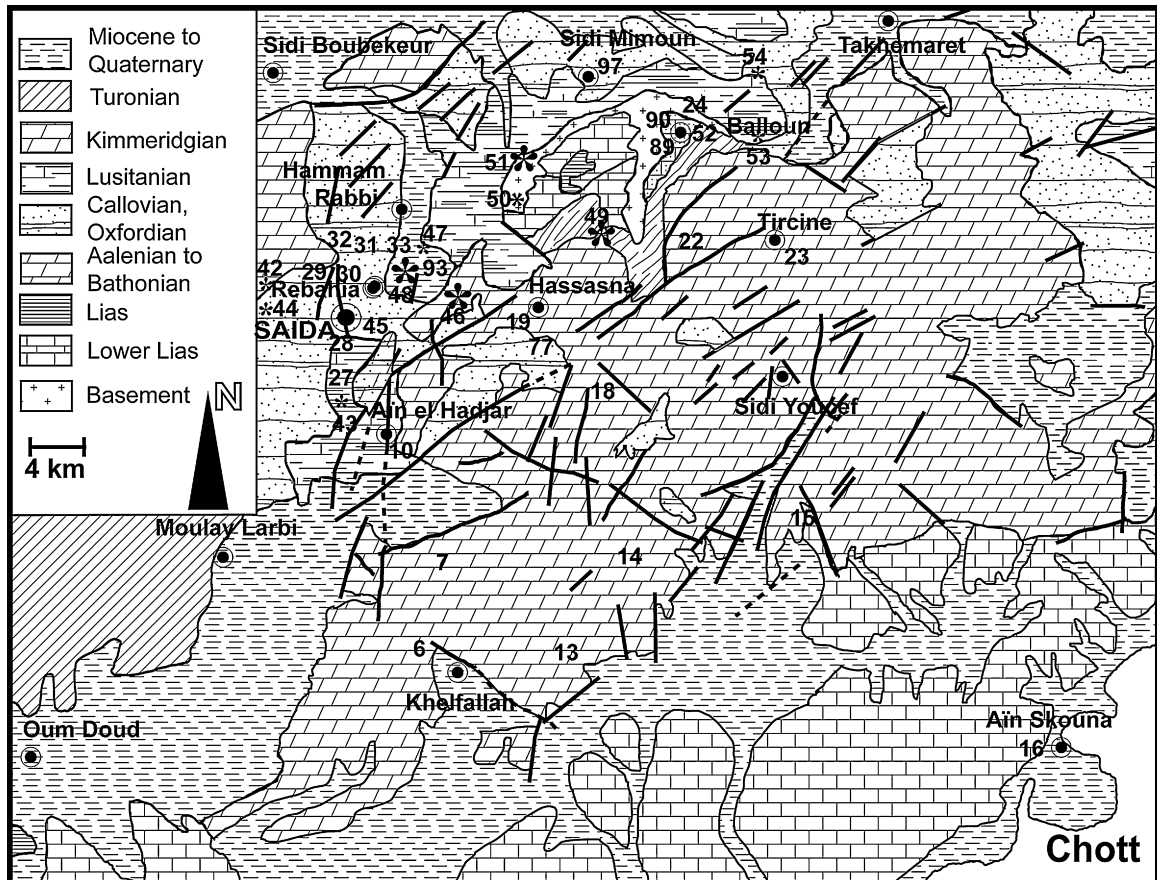 Miocene to
Quaternary
Turonian
Kimmeridgian
Lusitanian
Callovian,
Oxfordian
Aalenian to
Bathonian
Lias
Lower Lias
Basement
N
4 km
Sidi Boubekeur
Sidi Mimoun
97
Takhemaret
54
24
90
52
Balloun
89
53
51
Hammam
Rabbi
50
49
Tircine
22
23
32 31 33 47
42
29/30
93
Rebahia
48
Hassasna
44
SAIDA
45
46
19
28
77
27
18
Sidi Youcef
Aïn el Hadjar
43
10
Moulay Larbi
15
7
14
6
13
Khelfallah
Oum Doud
Aïn Skouna
16
Chott